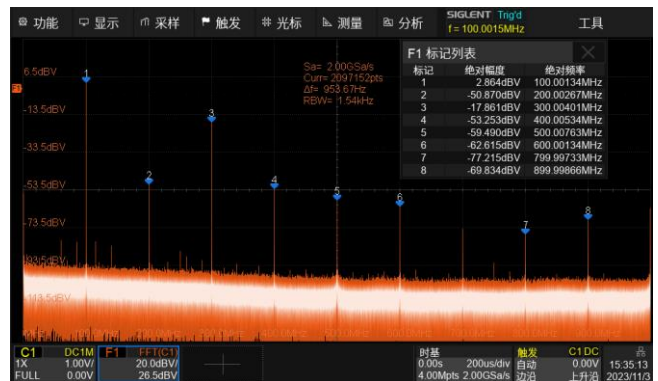 功能 显示 采样 触发 光标 测量 分析 SIGLENT Trig'd 工具
f = 100.0015MHz
F1 标记列表
标记 绝对幅度 绝对频率
1 2.864dBV 100.00134MHz
2 -50.870dBV 200.00267MHz
3 -17.861dBV 300.00401MHz
4 -53.253dBV 400.00534MHz
5 -59.490dBV 500.00763MHz
6 -62.615dBV 600.00134MHz
7 -77.215dBV 799.99733MHz
8 -69.834dBV 899.99866MHz
Sa= 2.00GSa/s
Curr= 2097152pts
Δf= 953.67Hz
RBW= 1.54kHz
6.5dBV
F1
-13.5dBV
-33.5dBV
-53.5dBV
-73.5dBV
-93.5dBV
-113.5dBV
1
2
3
4
5
6
7
8
C1 DC1M
1X 1.00V/
FULL 0.00V
F1 FFT(C1)
20.0dBV/
26.5dBV
时基
0.00s 200us/div
4.00Mpts 2.00GSa/s
触发 C1 DC
自动 0.00V
边沿 上升沿
15:35:13
2023/11/3